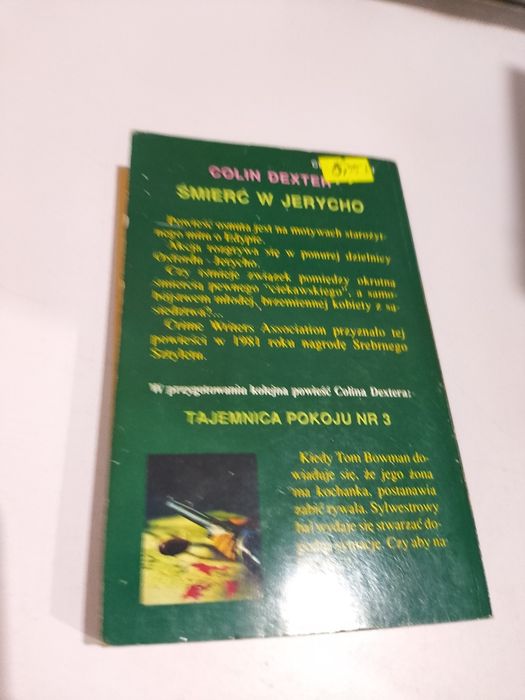 COLIN DEXTER
ŚMIERĆ W JERYCHO
Powieść osnuta jest na motywach starożyt-
nego mitu o Edypie.
Akcja rozgrywa się w ponurej dzielnicy
Oxfordu - Jerycho.
Czy istnieje związek pomiędzy okrutną
śmiercią pewnego "ciekawskiego", a samo-
bójstwem młodej, brzemiennej kobiety z są-
siedztwa?...
Crime Writers Association przyznało tej
powieści w 1981 roku nagrodę Srebrnego
Sztyletu.
W przygotowaniu kolejna powieść Colina Dextera:
TAJEMNICA POKOJU NR 3
Kiedy Tom Bowman do-
wiaduje się, że jego żona
ma kochanka, postanawia
zabić rywala. Sylwestrowy
bal wydaje się stwarzać do-
godną sytuację. Czy aby na